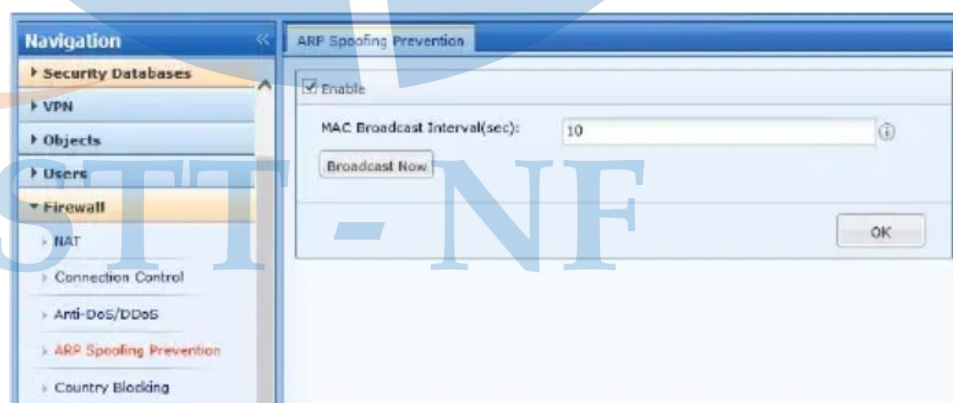 Navigation
ARP Spoofing Prevention
Security Databases
VPN
Objects
Users
Firewall
NAT
Connection Control
Anti-DoS/DDoS
ARP Spoofing Prevention
Country Blocking
Enable
MAC Broadcast Interval(sec): 10
Broadcast Now
OK
STT - NF